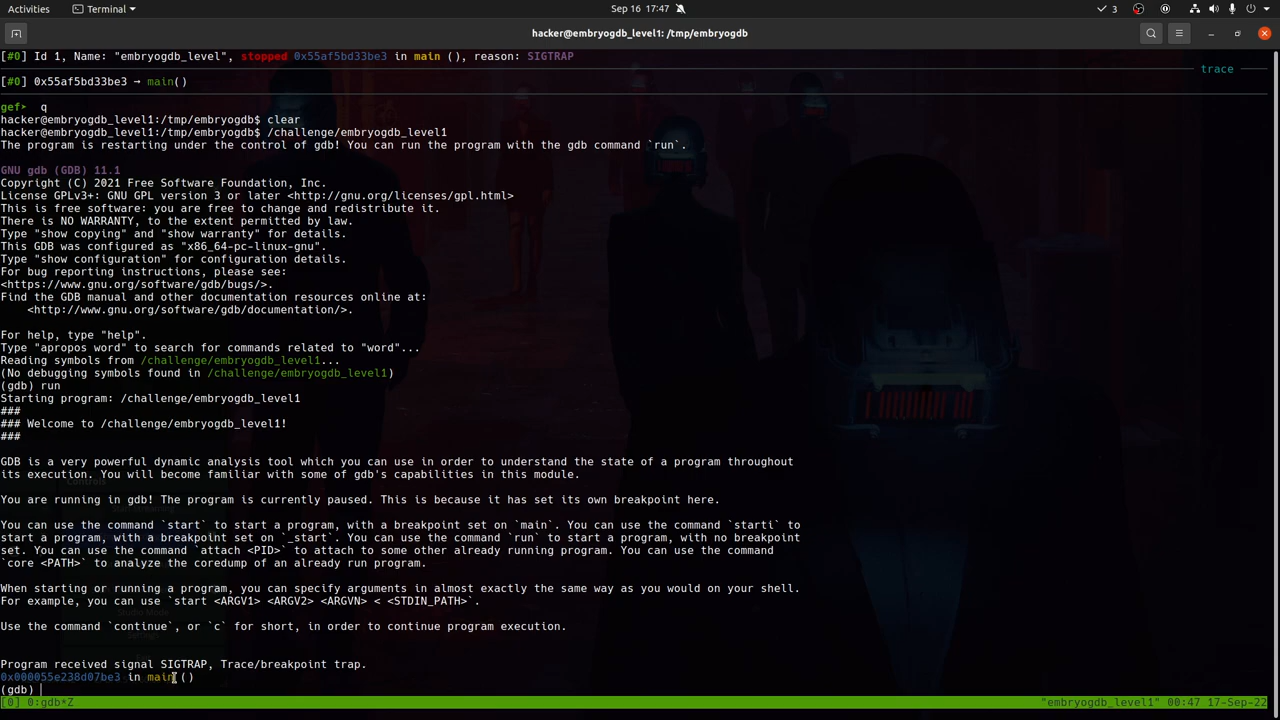 Activities Terminal Sep 16 17:47 3
hacker@embryogdb_level1: /tmp/embryogdb
[#0] Id 1, Name: "embryogdb_level", stopped 0x55af5bd33be3 in main (), reason: SIGTRAP
trace
[#0] 0x55af5bd33be3 → main()
gef➤ q
hacker@embryogdb_level1:/tmp/embryogdb$ clear
hacker@embryogdb_level1:/tmp/embryogdb$ /challenge/embryogdb_level1
The program is restarting under the control of gdb! You can run the program with the gdb command `run`.
GNU gdb (GDB) 11.1
Copyright (C) 2021 Free Software Foundation, Inc.
License GPLv3+: GNU GPL version 3 or later <http://gnu.org/licenses/gpl.html>
This is free software: you are free to change and redistribute it.
There is NO WARRANTY, to the extent permitted by law.
Type "show copying" and "show warranty" for details.
This GDB was configured as "x86_64-pc-linux-gnu".
Type "show configuration" for configuration details.
For bug reporting instructions, please see:
<https://www.gnu.org/software/gdb/bugs/>.
Find the GDB manual and other documentation resources online at:
<http://www.gnu.org/software/gdb/documentation/>.
For help, type "help".
Type "apropos word" to search for commands related to "word"...
Reading symbols from /challenge/embryogdb_level1...
(No debugging symbols found in /challenge/embryogdb_level1)
(gdb) run
Starting program: /challenge/embryogdb_level1
###
### Welcome to /challenge/embryogdb_level1!
###
GDB is a very powerful dynamic analysis tool which you can use in order to understand the state of a program throughout
its execution. You will become familiar with some of gdb's capabilities in this module.
You are running in gdb! The program is currently paused. This is because it has set its own breakpoint here.
You can use the command `start` to start a program, with a breakpoint set on `main`. You can use the command `starti` to
start a program, with a breakpoint set on `_start`. You can use the command `run` to start a program, with no breakpoint
set. You can use the command `attach <PID>` to attach to some other already running program. You can use the command
`core <PATH>` to analyze the coredump of an already run program.
When starting or running a program, you can specify arguments in almost exactly the same way as you would on your shell.
For example, you can use `start <ARGV1> <ARGV2> <ARGVN> < <STDIN_PATH>`.
Use the command `continue`, or `c` for short, in order to continue program execution.
Program received signal SIGTRAP, Trace/breakpoint trap.
0x000055e238d07be3 in main ()
(gdb)
[0] 0:gdb*Z "embryogdb_level1" 00:47 17-Sep-22